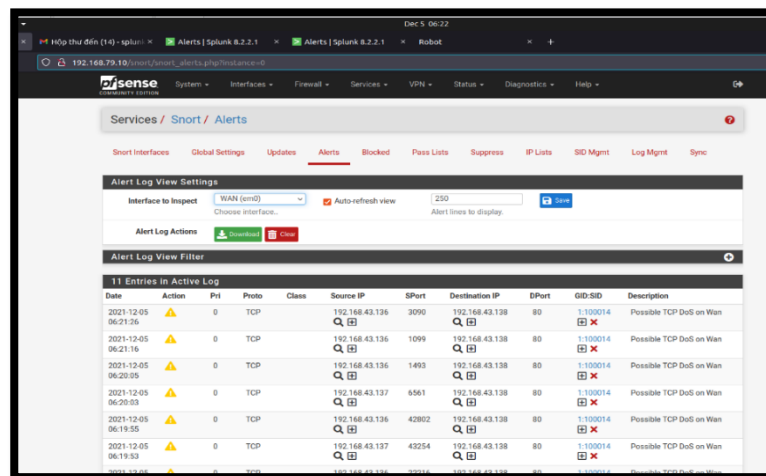 Dec 5 06:22
Hộp thư đến (14) - splun × Alerts | Splunk 8.2.2.1 × Alerts | Splunk 8.2.2.1 × Robot × +
192.168.79.10/snort/snort_alerts.php?instance=0
pfsense System Interfaces Firewall Services VPN Status Diagnostics Help
COMMUNITY EDITION
Services / Snort / Alerts
Snort Interfaces Global Settings Updates Alerts Blocked Pass Lists Suppress IP Lists SID Mgmt Log Mgmt Sync
Alert Log View Settings
Interface to Inspect WAN (em0) Auto-refresh view 250 Save
Choose interface.. Alert lines to display.
Alert Log Actions Download Clear
Alert Log View Filter
11 Entries in Active Log
Date Action Pri Proto Class Source IP SPort Destination IP DPort GID:SID Description
2021-12-05 0 TCP 192.168.43.136 3090 192.168.43.138 80 1:100014 Possible TCP DoS on Wan
06:21:26
2021-12-05 0 TCP 192.168.43.136 1099 192.168.43.138 80 1:100014 Possible TCP DoS on Wan
06:21:16
2021-12-05 0 TCP 192.168.43.136 1493 192.168.43.138 80 1:100014 Possible TCP DoS on Wan
06:20:05
2021-12-05 0 TCP 192.168.43.137 6561 192.168.43.138 80 1:100014 Possible TCP DoS on Wan
06:20:03
2021-12-05 0 TCP 192.168.43.136 42802 192.168.43.138 80 1:100014 Possible TCP DoS on Wan
06:19:55
2021-12-05 0 TCP 192.168.43.137 43254 192.168.43.138 80 1:100014 Possible TCP DoS on Wan
06:19:53